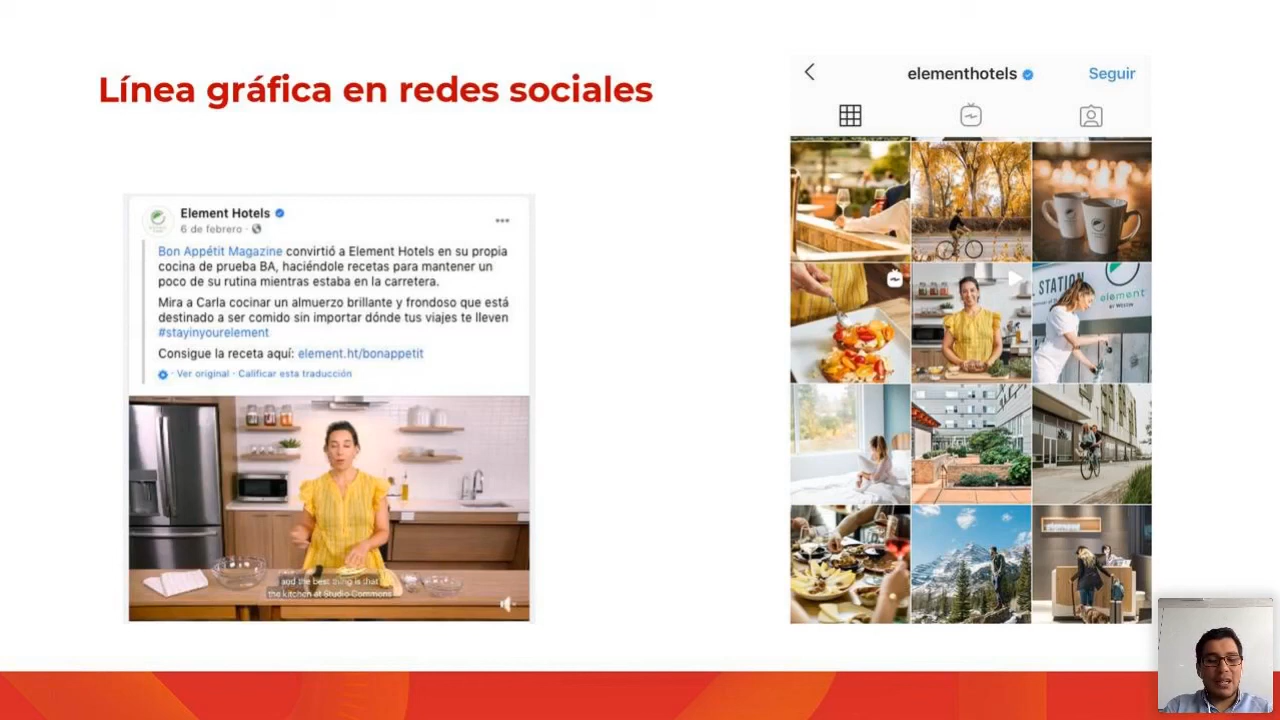 Línea gráfica en redes sociales
Element Hotels
6 de febrero ·
Bon Appétit Magazine convirtió a Element Hotels en su propia
cocina de prueba BA, haciéndole recetas para mantener un
poco de su rutina mientras estaba en la carretera.
Mira a Carla cocinar un almuerzo brillante y frondoso que está
destinado a ser comido sin importar dónde tus viajes te lleven
#stayinyourelement
Consigue la receta aquí: element.ht/bonappetit
· Ver original · Calificar esta traducción
and the best thing is that
the kitchen at Studio Commons
elementhotels
Seguir
STATION
element
BY WESTIN